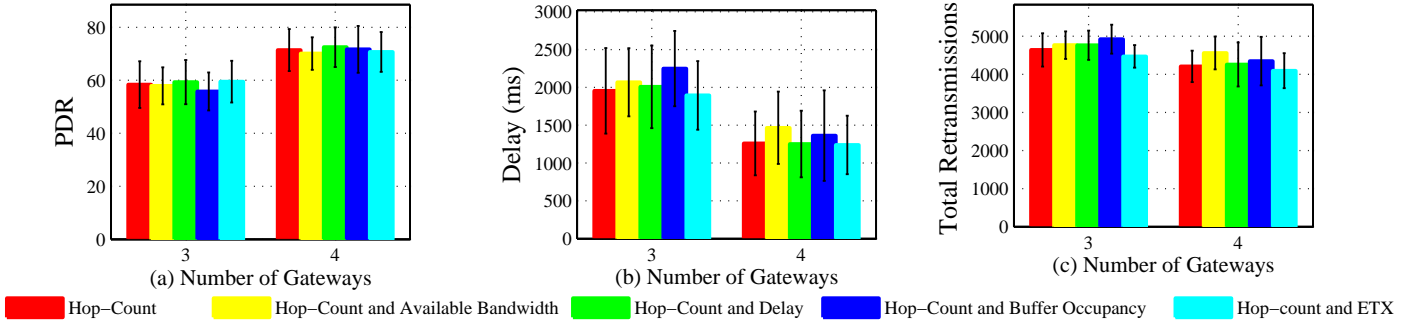 PDR
80
60
40
20
0
3
4
(a) Number of Gateways
Delay (ms)
3000
2500
2000
1500
1000
500
0
3
4
(b) Number of Gateways
Total Retransmissions
5000
4000
3000
2000
1000
0
3
4
(c) Number of Gateways
Hop−Count
Hop−Count and Available Bandwidth
Hop−Count and Delay
Hop−Count and Buffer Occupancy
Hop−count and ETX